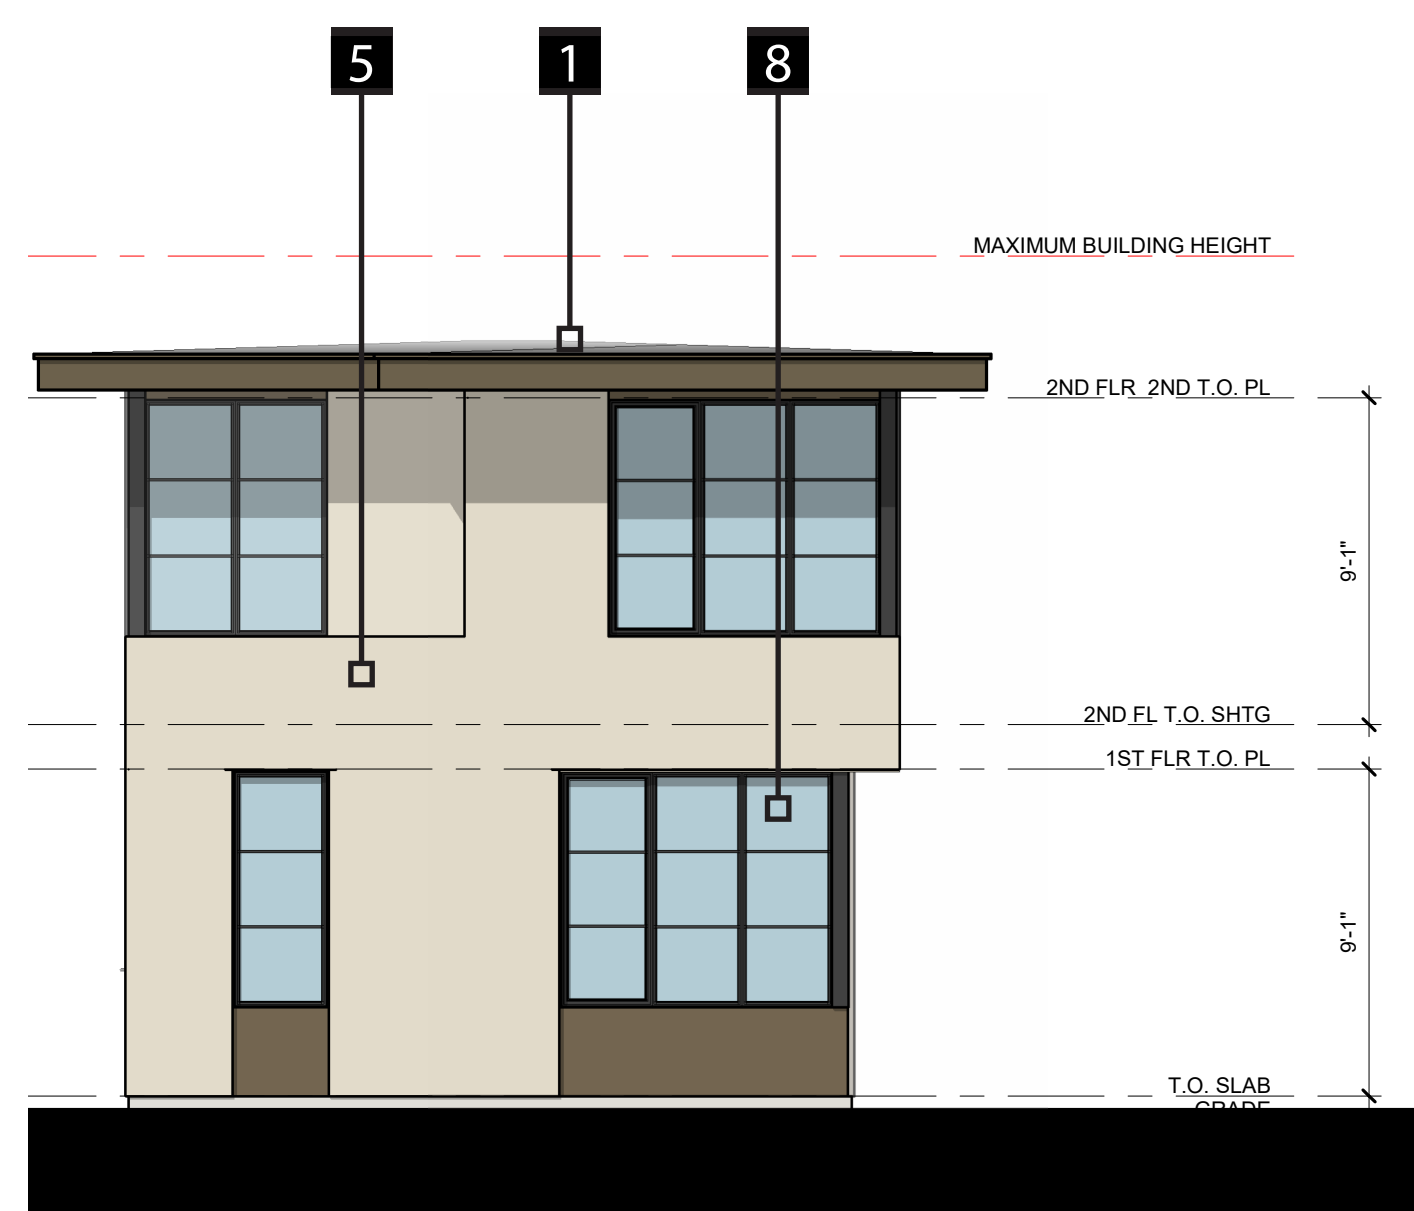 5 1 8
MAXIMUM BUILDING HEIGHT
2ND FLR 2ND T.O. PL
9'-1"
2ND FL T.O. SHTG
1ST FLR T.O. PL
9'-1"
T.O. SLAB
GRADE